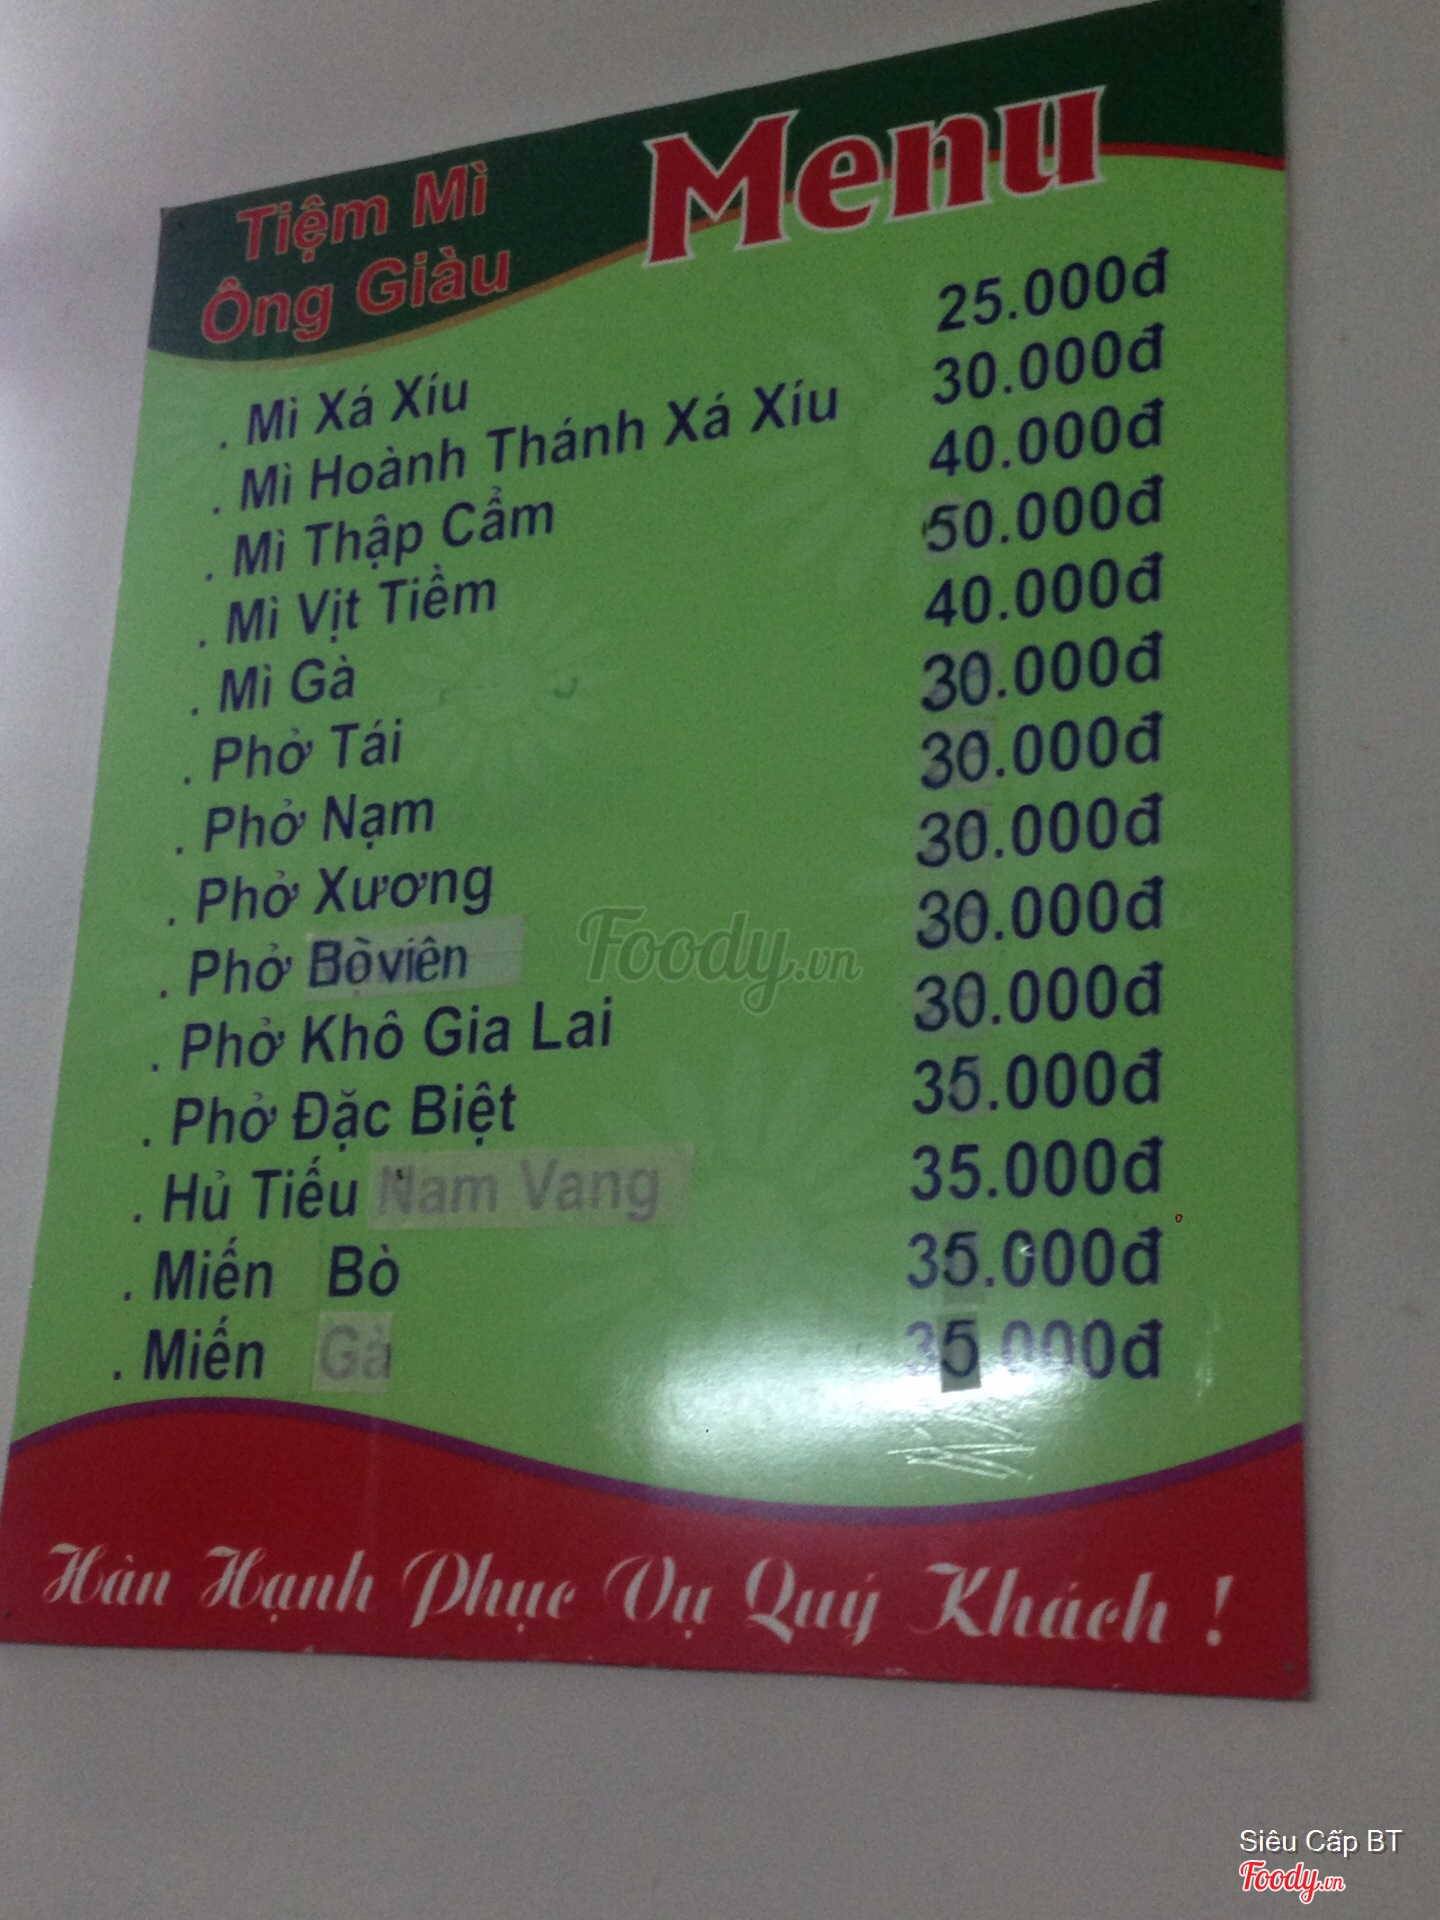 Tiệm Mì
Ông Giàu
Menu
. Mì Xá Xíu 25.000đ
. Mì Hoành Thánh Xá Xíu 30.000đ
. Mì Thập Cẩm 40.000đ
. Mì Vịt Tiềm 50.000đ
. Mì Gà 40.000đ
. Phở Tái 30.000đ
. Phở Nạm 30.000đ
. Phở Xương 30.000đ
. Phở Bò viên 30.000đ
. Phở Khô Gia Lai 30.000đ
. Phở Đặc Biệt 35.000đ
. Hủ Tiếu Nam Vang 35.000đ
. Miến Bò 35.000đ
. Miến Gà 35.000đ
Foody.vn
Hàn Hạnh Phục Vụ Quý Khách !
Siêu Cấp BT
Foody.vn